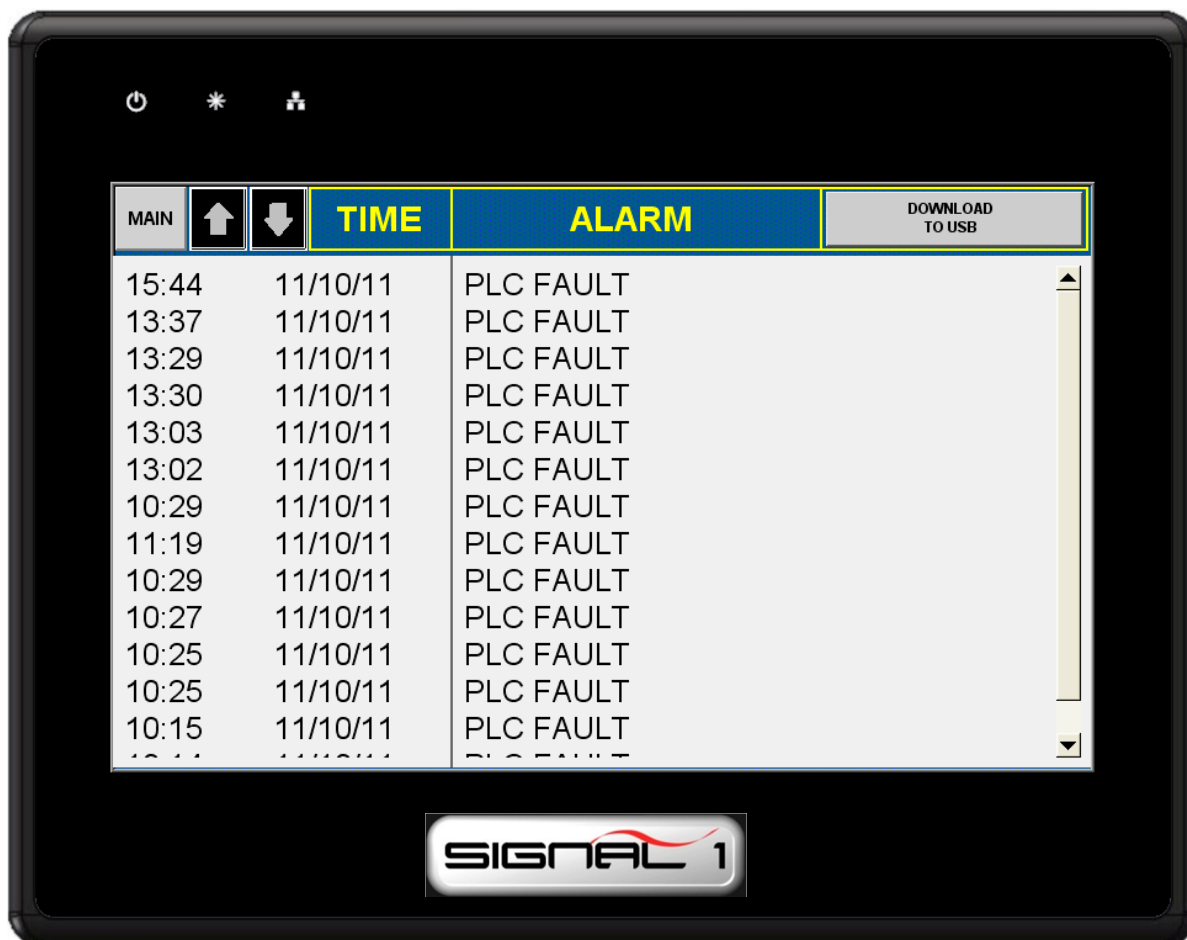 MAIN TIME ALARM DOWNLOAD
TO USB
15:44 11/10/11 PLC FAULT
13:37 11/10/11 PLC FAULT
13:29 11/10/11 PLC FAULT
13:30 11/10/11 PLC FAULT
13:03 11/10/11 PLC FAULT
13:02 11/10/11 PLC FAULT
10:29 11/10/11 PLC FAULT
11:19 11/10/11 PLC FAULT
10:29 11/10/11 PLC FAULT
10:27 11/10/11 PLC FAULT
10:25 11/10/11 PLC FAULT
10:25 11/10/11 PLC FAULT
10:15 11/10/11 PLC FAULT
SIGNAL 1